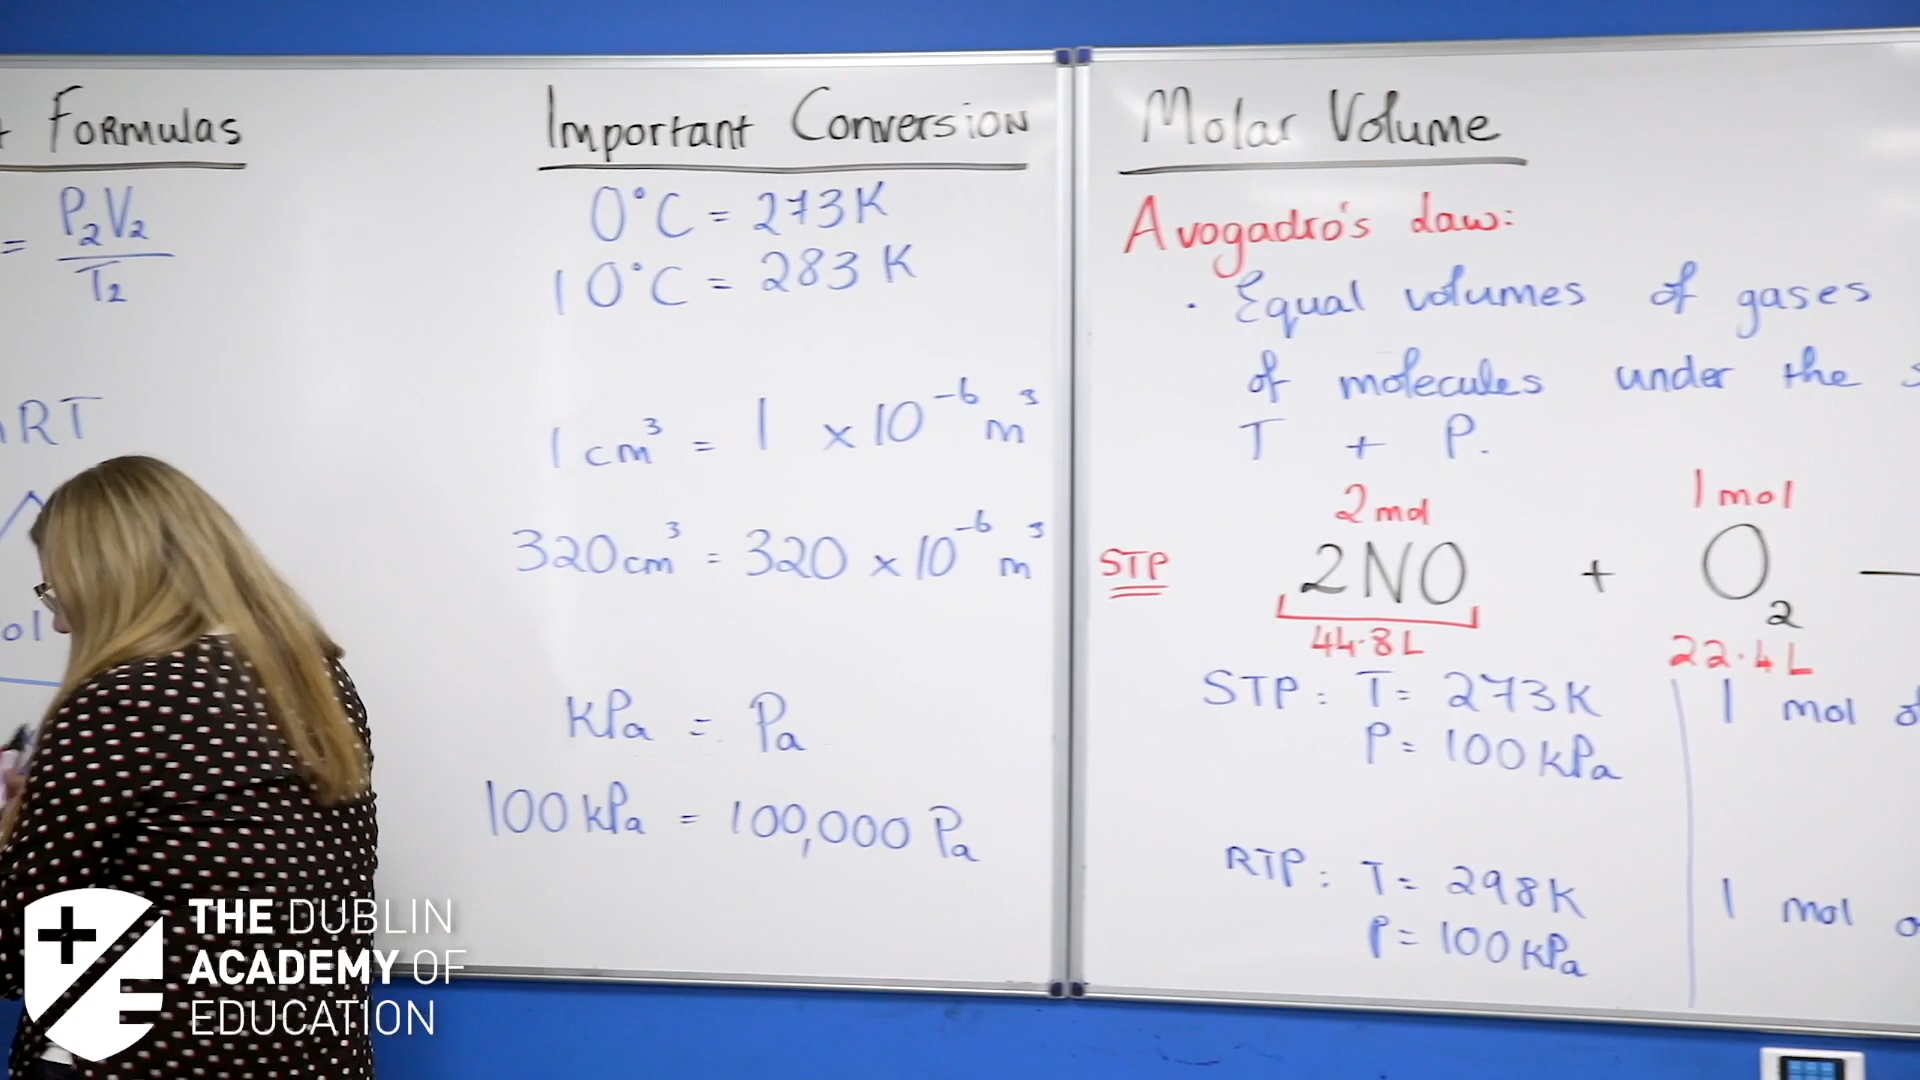 Formulas
= P₂V₂
T₂
RT
ol
Important Conversion
0°C = 273K
10°C = 283 K
1 cm³ = 1 x 10⁻⁶ m³
320cm³ = 320 x 10⁻⁶ m³
kPa = Pa
100 kPa = 100,000 Pa
Molar Volume
Avogadro's Law:
· Equal volumes of gases
of molecules under the
T + P.
2 mol 1 mol
STP 2NO + O₂
44.8L 22.4L
STP: T= 273K
P= 100 kPa
1 mol
RTP: T= 298K
P= 100 kPa
1 mol
THE DUBLIN
ACADEMY OF
EDUCATION